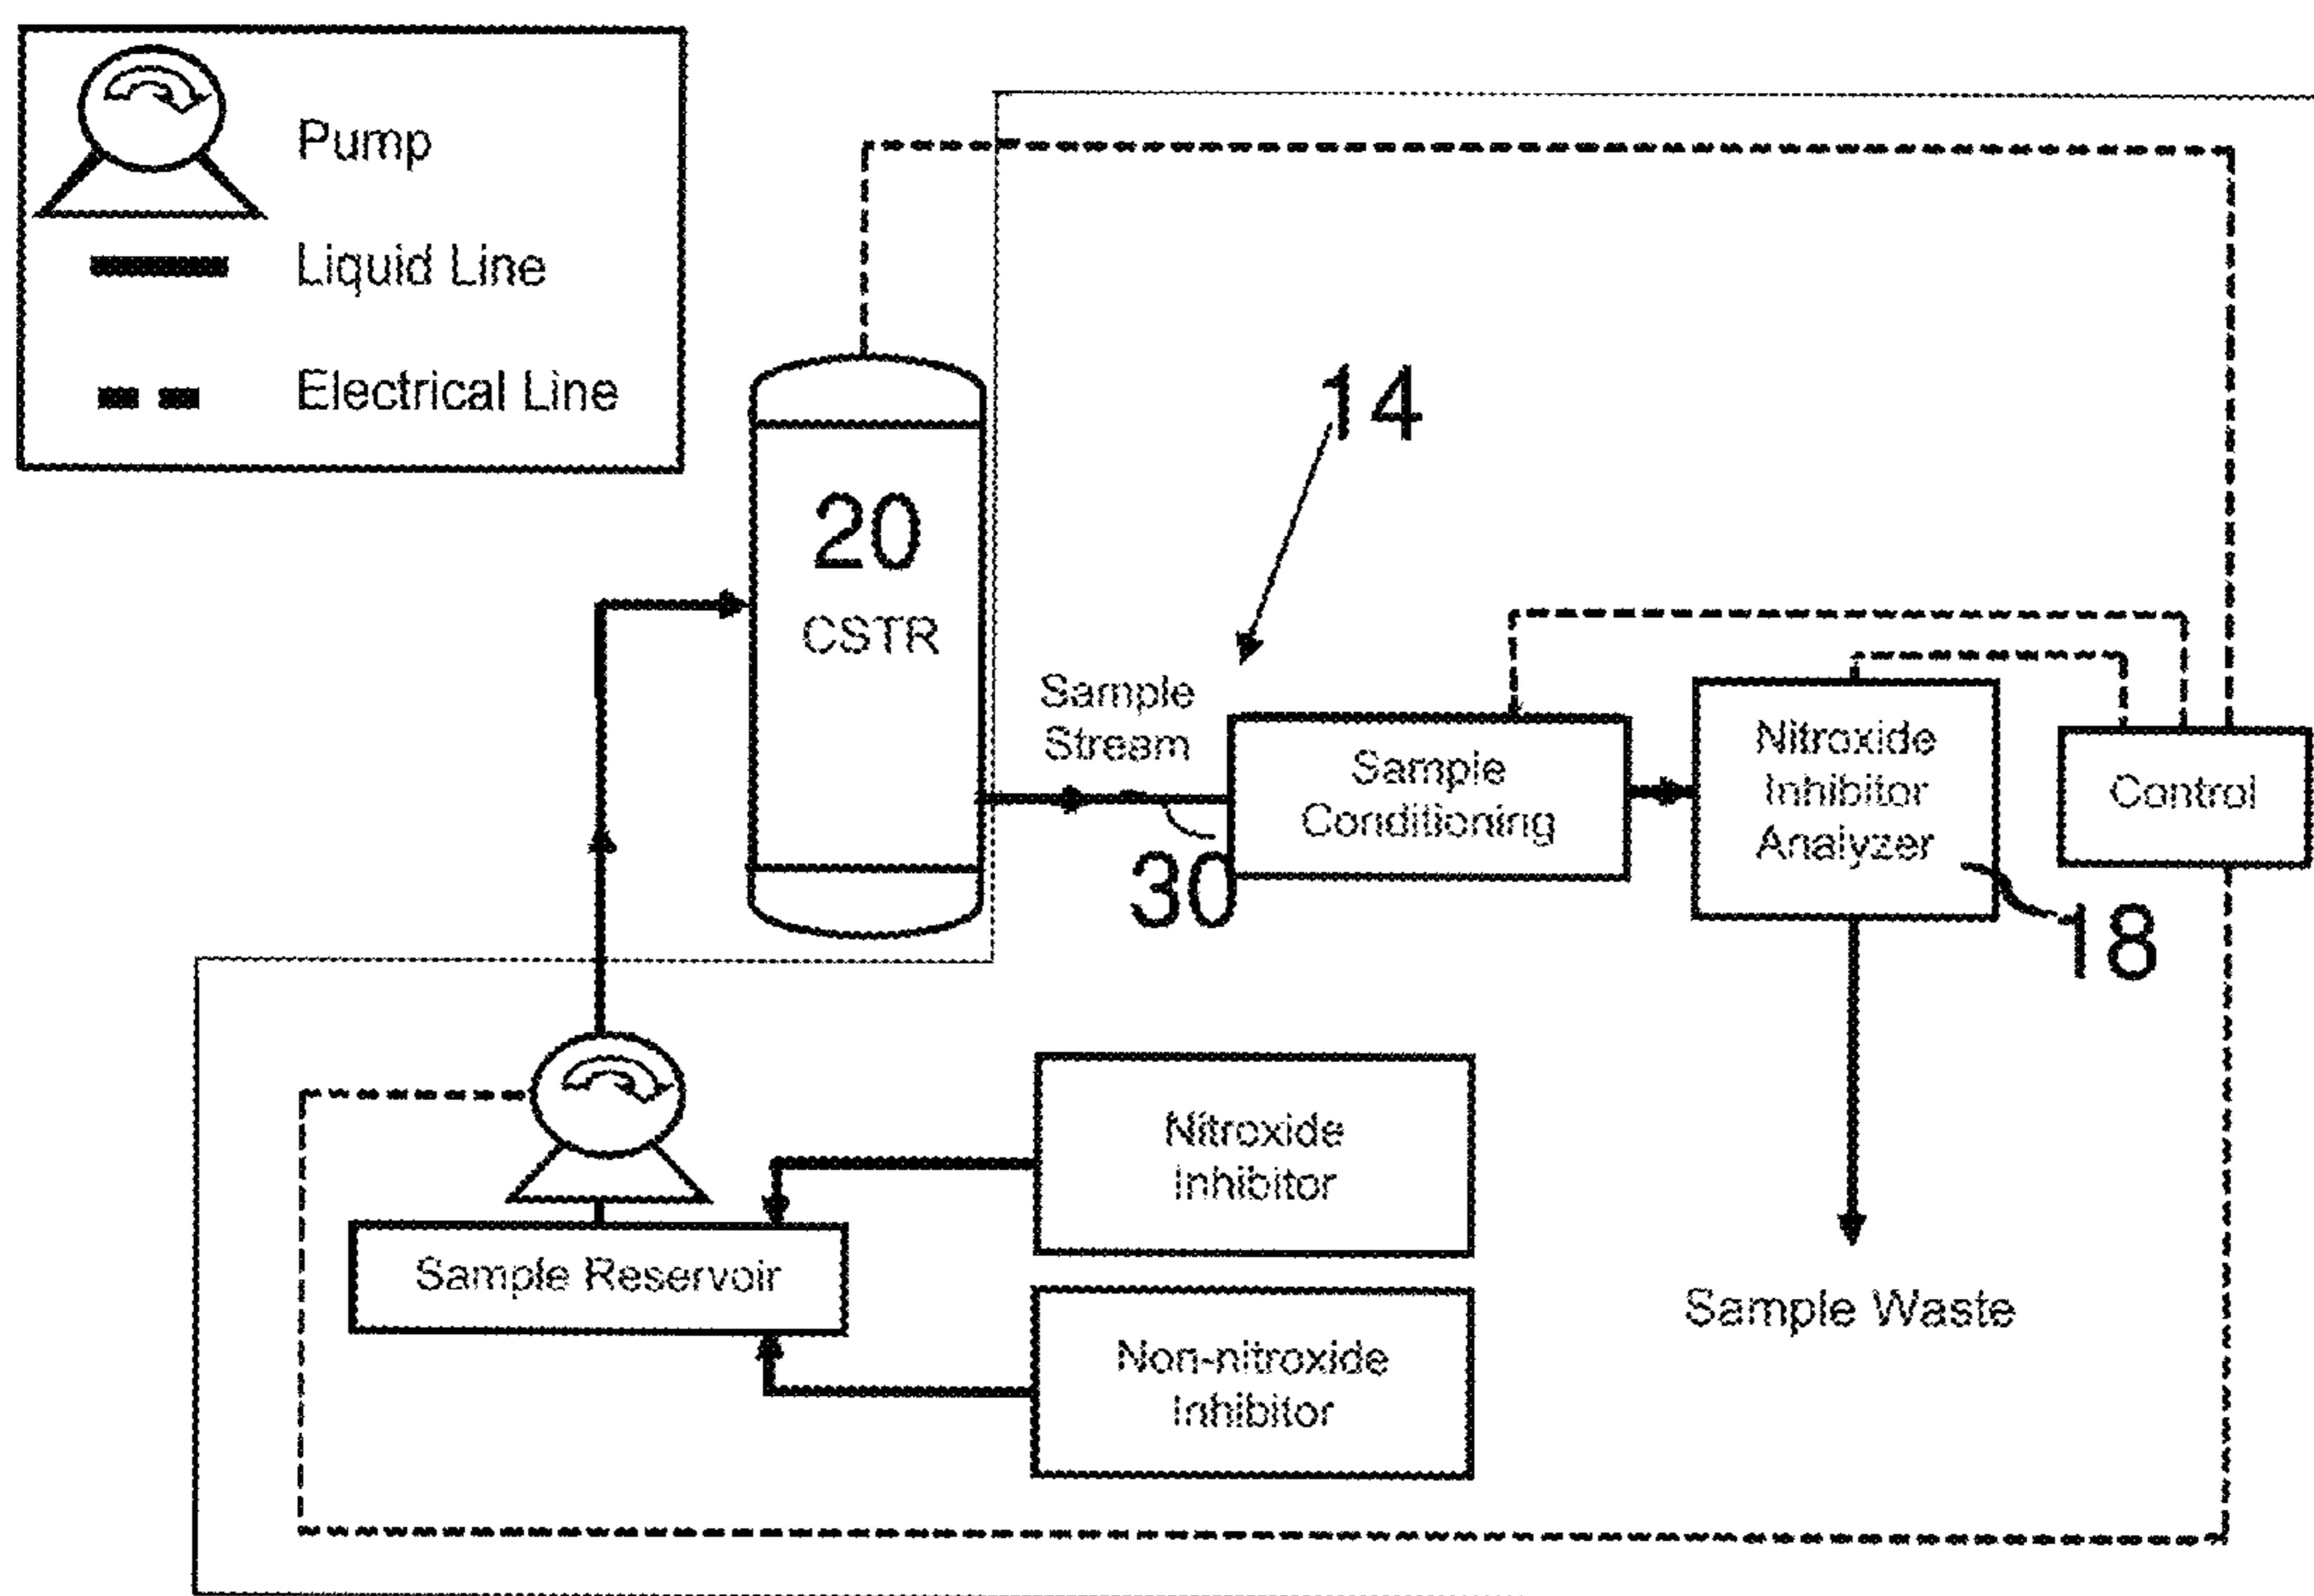 Pump
Liquid Line
Electrical Line
14
20
CSTR
Sample
Stream
30
Sample
Conditioning
Nitroxide
Inhibitor
Analyzer
18
Control
Nitroxide
Inhibitor
Sample Reservoir
Non-nitroxide
Inhibitor
Sample Waste